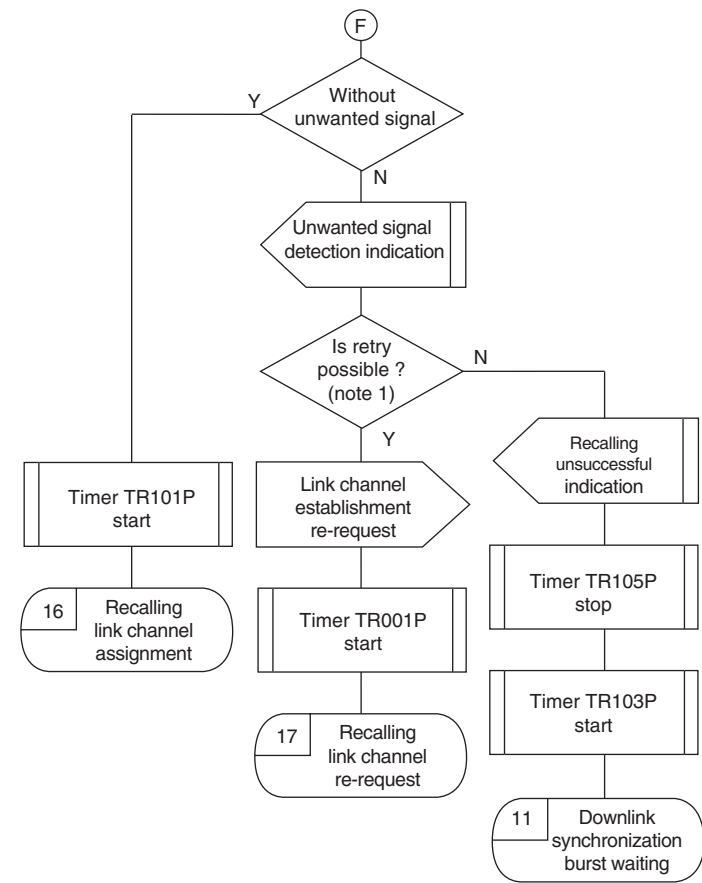 F
Without
unwanted signal
Y
N
Unwanted signal
detection indication
Is retry
possible ?
(note 1)
N
Y
Timer TR101P
start
16
Recalling
link channel
assignment
Link channel
establishment
re-request
Timer TR001P
start
17
Recalling
link channel
re-request
Recalling
unsuccessful
indication
Timer TR105P
stop
Timer TR103P
start
11
Downlink
synchronization
burst waiting